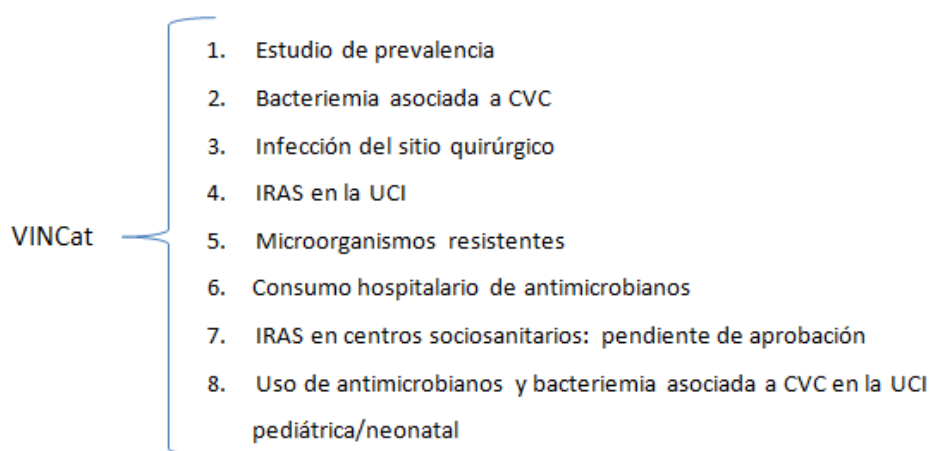 1. Estudio de prevalencia
2. Bacteriemia asociada a CVC
3. Infección del sitio quirúrgico
4. IRAS en la UCI
VINCat
5. Microorganismos resistentes
6. Consumo hospitalario de antimicrobianos
7. IRAS en centros sociosanitarios: pendiente de aprobación
8. Uso de antimicrobianos y bacteriemia asociada a CVC en la UCI
pediátrica/neonatal